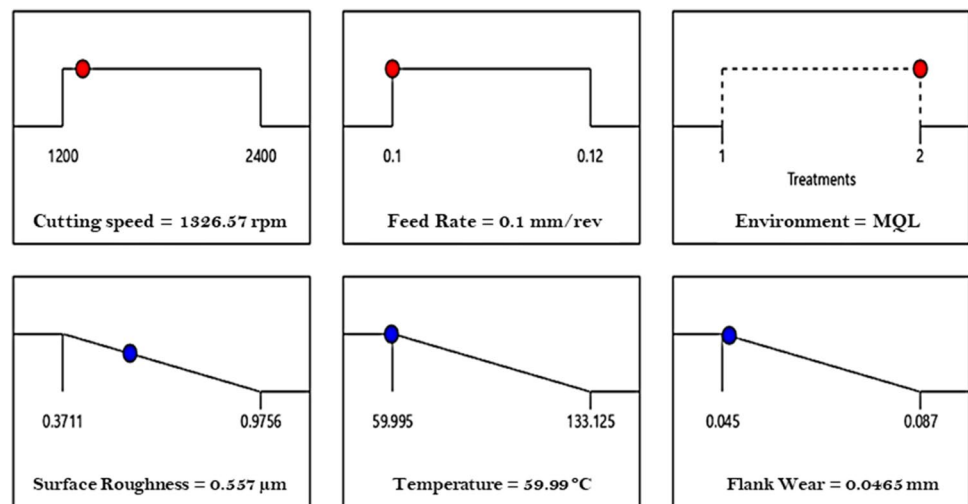 1200
2400
Cutting speed = 1326.57 rpm
0.1
0.12
Feed Rate = 0.1 mm/rev
1
2
Treatments
Environment = MQL
0.3711
0.9756
Surface Roughness = 0.557 µm
59.995
133.125
Temperature = 59.99 °C
0.045
0.087
Flank Wear = 0.0465 mm